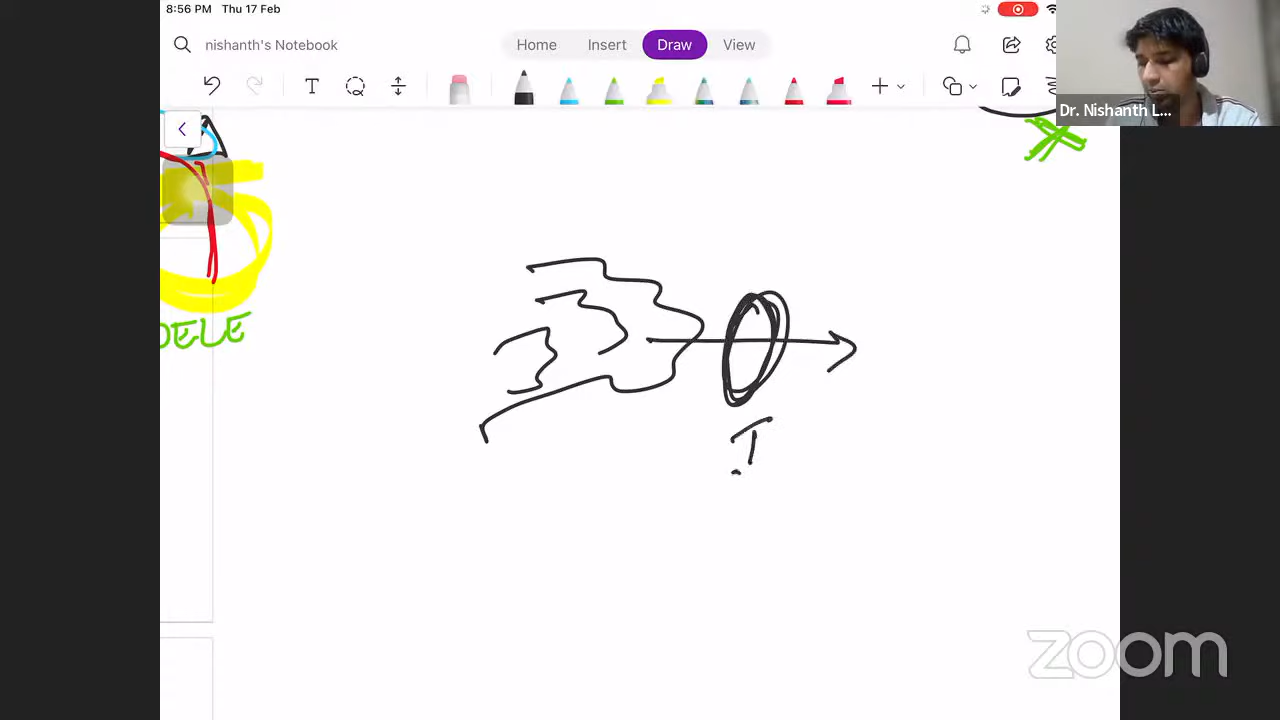 8:56 PM Thu 17 Feb
nishanth's Notebook
Home Insert Draw View
T
Dr. Nishanth L...
DELE
T
zoom